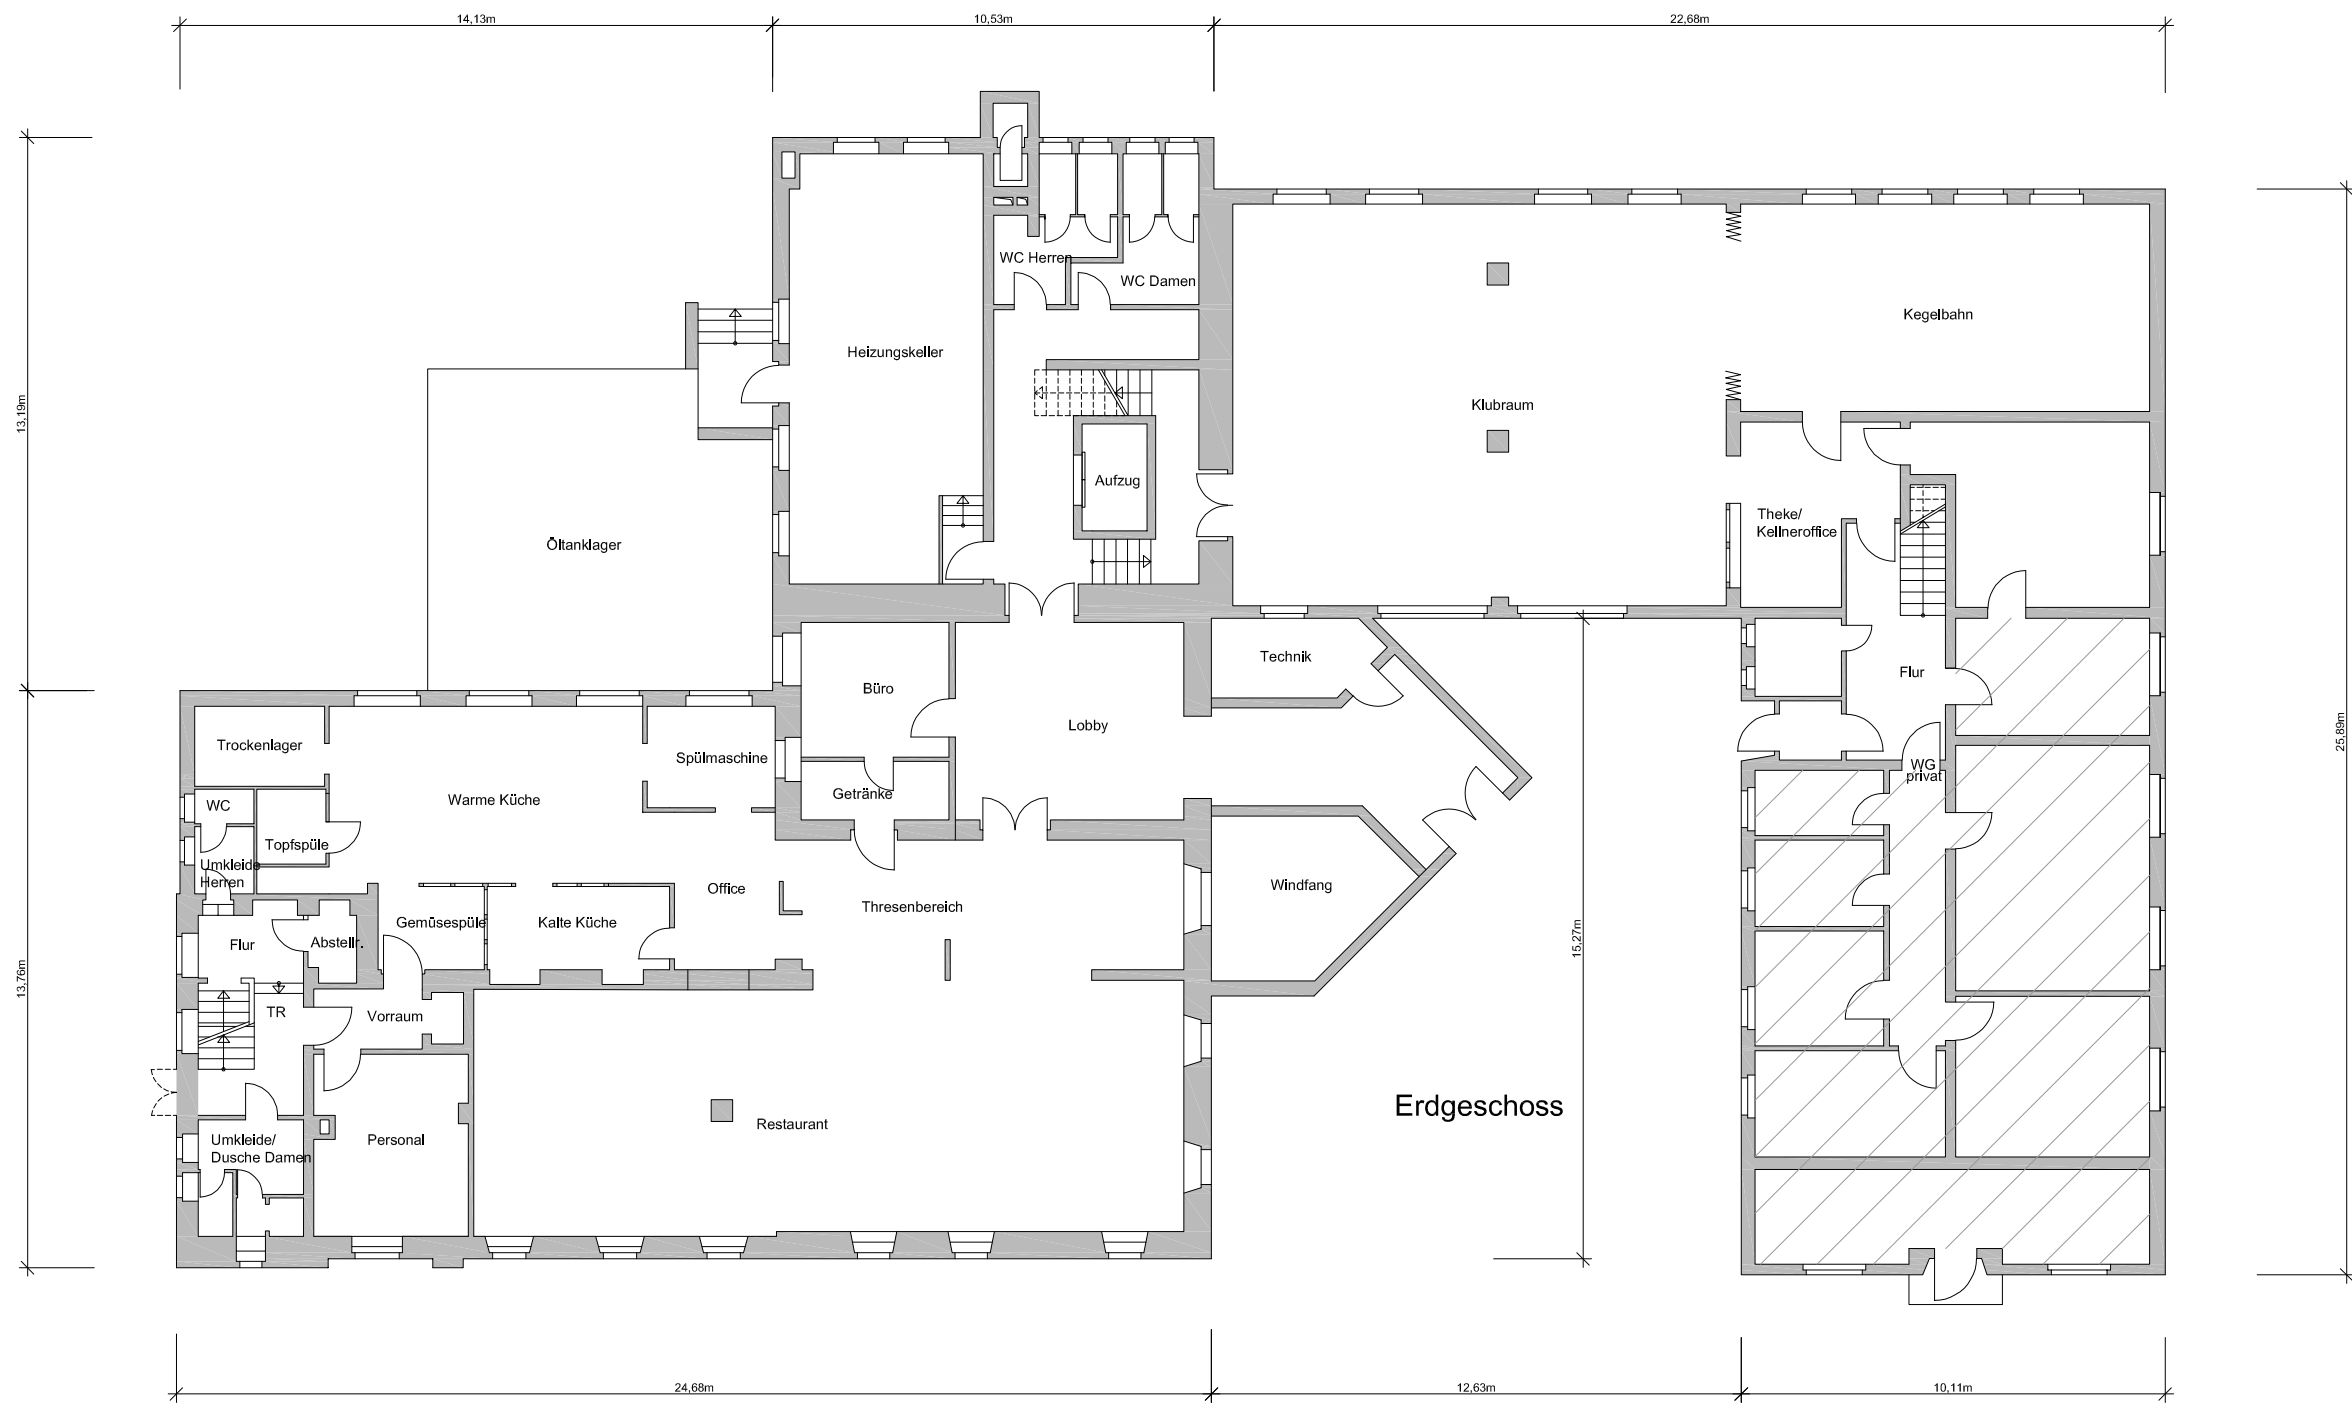 14,13m
10,53m
22,68m
WC Herren
WC Damen
Kegelbahn
Heizungskeller
Klubraum
13,19m
Aufzug
Theke/
Kellneroffice
Öltanklager
Technik
Flur
Büro
Lobby
25,89m
Trockenlager
Spülmaschine
WG
privat
WC
Warme Küche
Getränke
Topfspüle
Umkleide
Herren
Office
Windfang
Thresenbereich
Gemüsespüle
Kalte Küche
Flur
Abstellr.
15,27m
13,76m
TR
Vorraum
Erdgeschoss
Restaurant
Umkleide/
Dusche Damen
Personal
24,68m
12,63m
10,11m